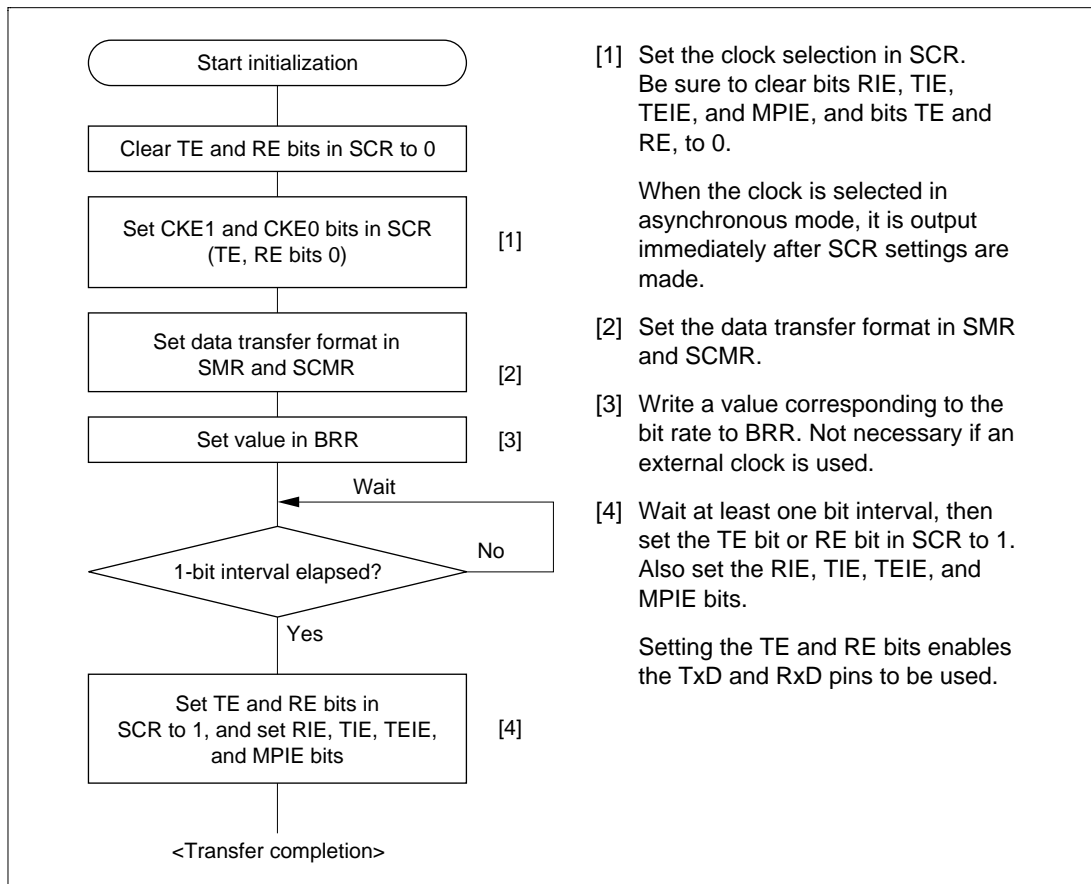 Start initialization
Clear TE and RE bits in SCR to 0
Set CKE1 and CKE0 bits in SCR
(TE, RE bits 0)
[1]
Set data transfer format in
SMR and SCMR
[2]
Set value in BRR
[3]
Wait
1-bit interval elapsed?
No
Yes
Set TE and RE bits in
SCR to 1, and set RIE, TIE, TEIE,
and MPIE bits
[4]
<Transfer completion>
[1] Set the clock selection in SCR.
Be sure to clear bits RIE, TIE,
TEIE, and MPIE, and bits TE and
RE, to 0.
When the clock is selected in
asynchronous mode, it is output
immediately after SCR settings are
made.
[2] Set the data transfer format in SMR
and SCMR.
[3] Write a value corresponding to the
bit rate to BRR. Not necessary if an
external clock is used.
[4] Wait at least one bit interval, then
set the TE bit or RE bit in SCR to 1.
Also set the RIE, TIE, TEIE, and
MPIE bits.
Setting the TE and RE bits enables
the TxD and RxD pins to be used.